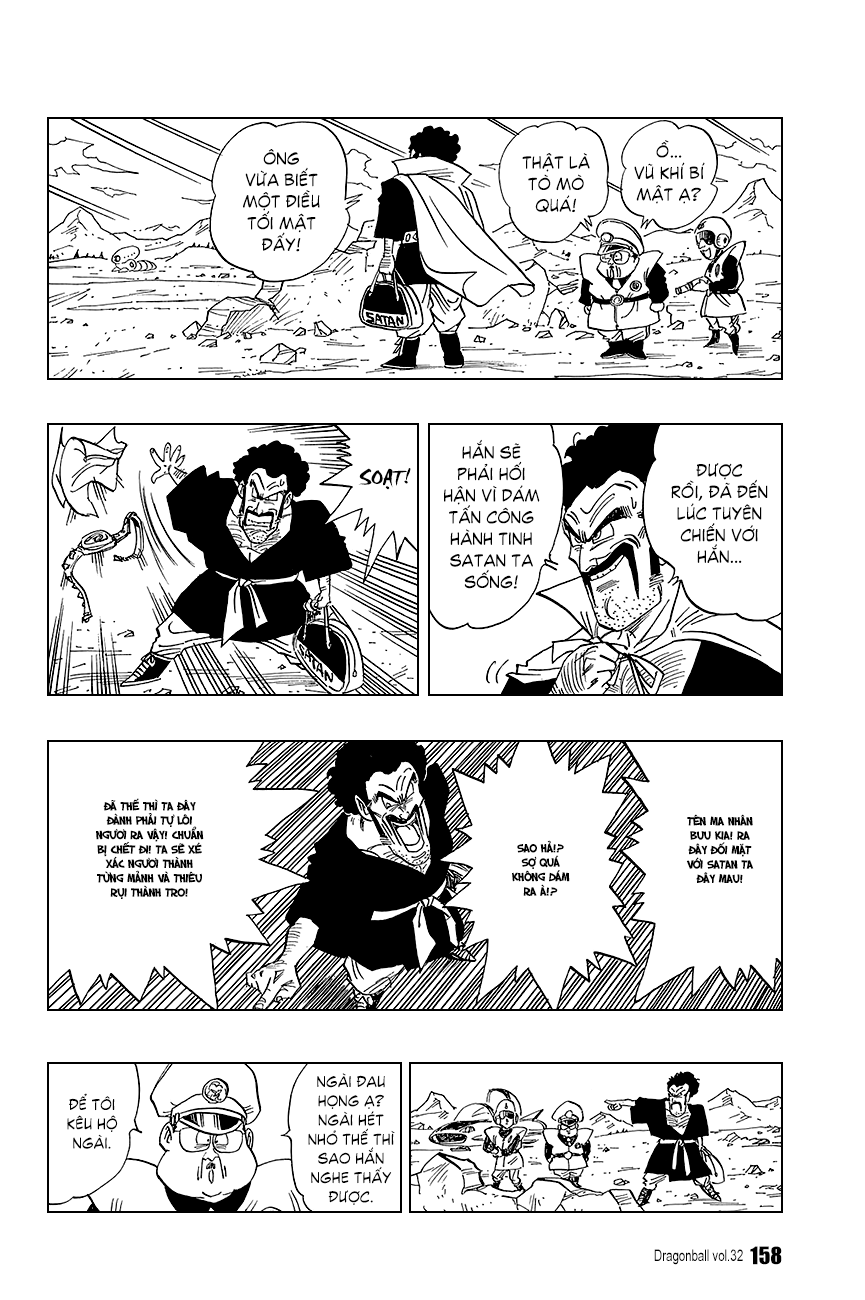 Ồ...
VŨ KHÍ BÍ
MẬT Ạ?
THẬT LÀ
TÒ MÒ
QUÁ!
ÔNG
VỪA BIẾT
MỘT ĐIỀU
TỐI MẬT
ĐẤY!
SATAN
ĐƯỢC
RỒI, ĐÃ ĐẾN
LÚC TUYÊN
CHIẾN VỚI
HẮN...
HẮN SẼ
PHẢI HỐI
HẬN VÌ DÁM
TẤN CÔNG
HÀNH TINH
SATAN TA
SỐNG!
SOẠT!
SATAN
TÊN MA NHÂN
BUU KIA! RA
ĐÂY ĐỐI MẶT
VỚI SATAN TA
ĐÂY MAU!
SAO HẢ!?
SỢ QUÁ
KHÔNG DÁM
RA À!?
ĐÃ THẾ THÌ TA ĐÂY
ĐÀNH PHẢI TỰ LÔI
NGƯƠI RA VẬY! CHUẨN
BỊ CHẾT ĐI! TA SẼ XÉ
XÁC NGƯƠI THÀNH
TỪNG MẢNH VÀ THIÊU
RỤI THÀNH TRO!
NGÀI ĐAU
HỌNG Ạ?
NGÀI HÉT
NHỎ THẾ THÌ
SAO HẮN
NGHE THẤY
ĐƯỢC.
ĐỂ TÔI
KÊU HỘ
NGÀI.
Dragonball vol.32 158